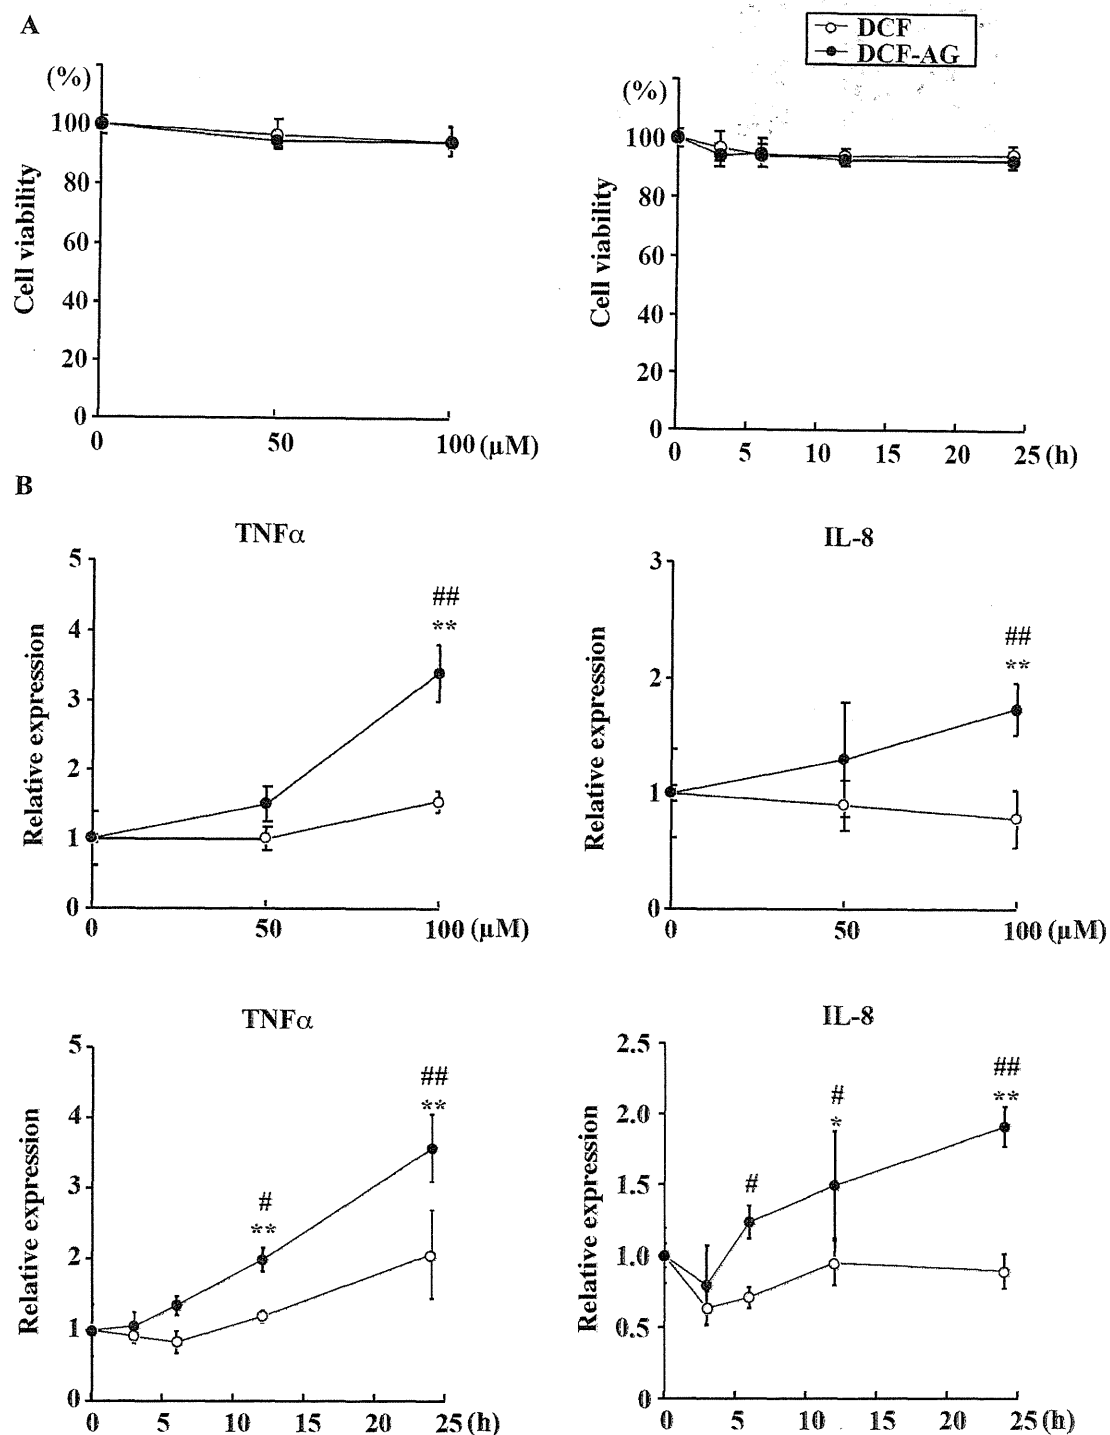 A
DCF
DCF-AG
(%)
100
80
60
40
20
0
Cell viability
0 50 100 (µM)
(%)
100
80
60
40
20
0
Cell viability
0 5 10 15 20 25 (h)
B
TNFα
5
4
3
2
1
0
Relative expression
##
**
0 50 100 (µM)
IL-8
3
2
1
0
Relative expression
##
**
0 50 100 (µM)
TNFα
5
4
3
2
1
0
Relative expression
#
**
##
**
0 5 10 15 20 25 (h)
IL-8
2.5
2.0
1.5
1.0
0.5
0
Relative expression
#
#
*
##
**
0 5 10 15 20 25 (h)